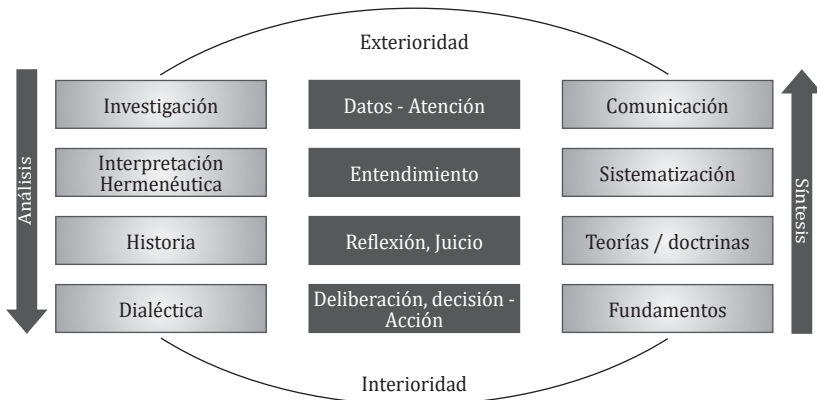 Exterioridad
Análisis
Investigación
Datos - Atención
Comunicación
Interpretación
Hermenéutica
Entendimiento
Sistematización
Historia
Reflexión, Juicio
Teorías / doctrinas
Dialéctica
Deliberación, decisión -
Acción
Fundamentos
Síntesis
Interioridad